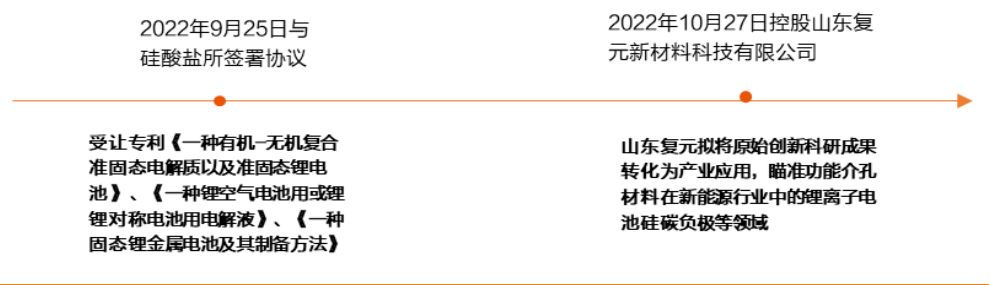 2022年9月25日与
硅酸盐所签署协议
2022年10月27日控股山东复
元新材料科技有限公司
受让专利《一种有机-无机复合
准固态电解质以及准固态锂电
池》、《一种锂空气电池用或锂
锂对称电池用电解液》、《一种
固态锂金属电池及其制备方法》
山东复元拟将原始创新科研成果
转化为产业应用，瞄准功能介孔
材料在新能源行业中的锂离子电
池硅碳负极等领域